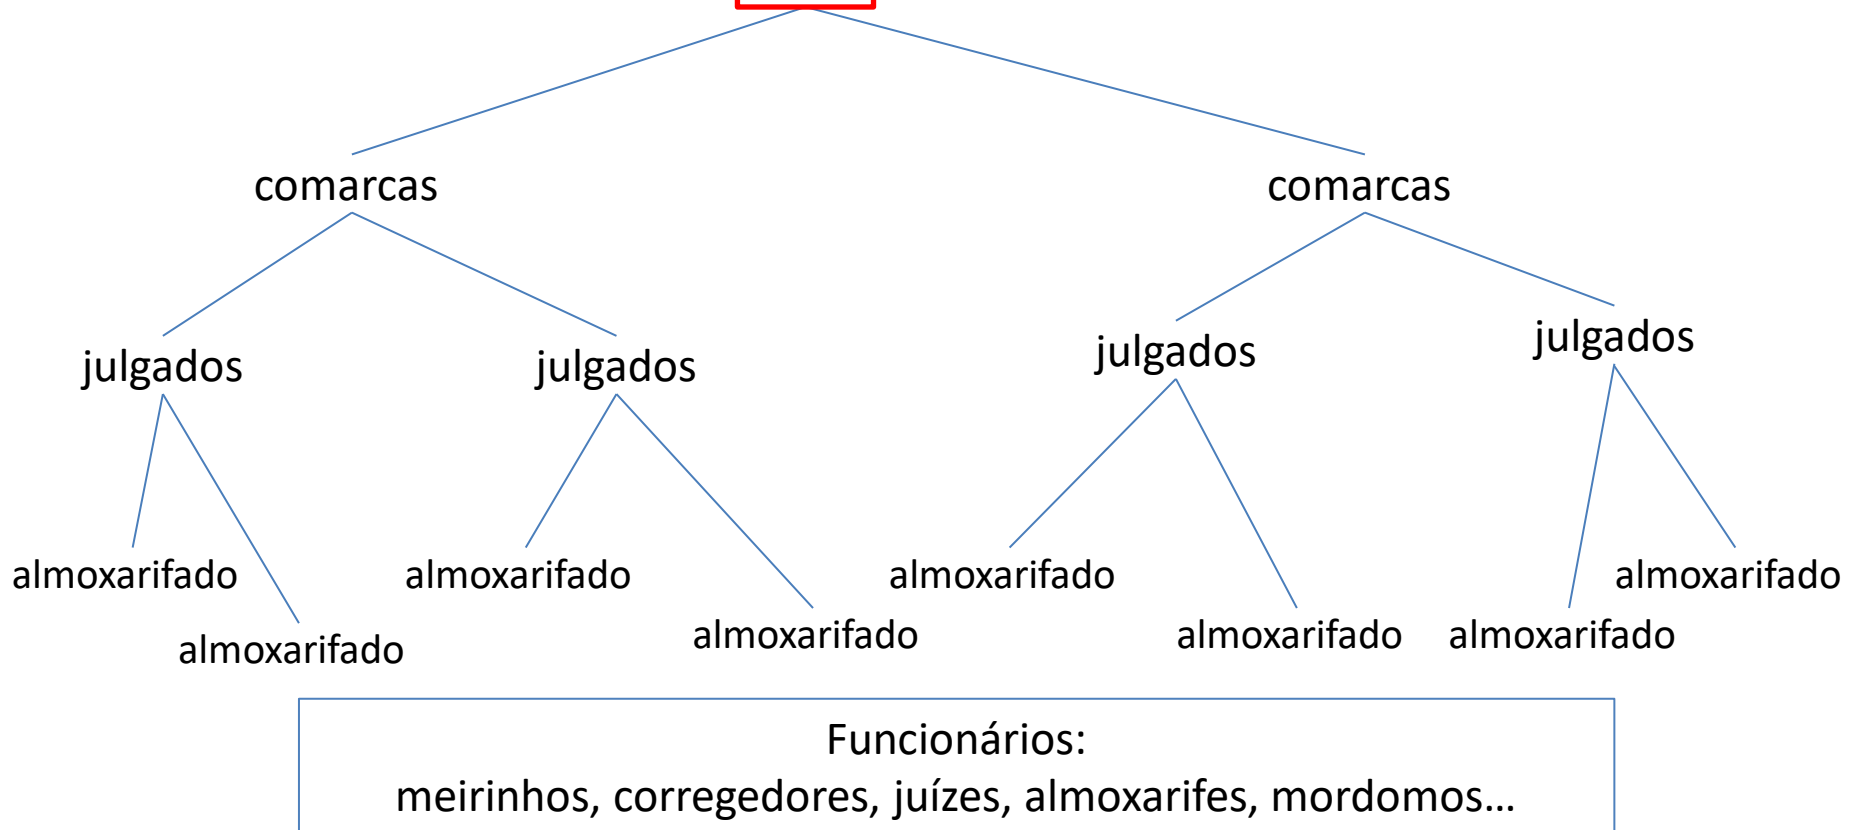 comarcas
comarcas
julgados
julgados
julgados
julgados
almoxarifado
almoxarifado
almoxarifado
almoxarifado
almoxarifado
almoxarifado
almoxarifado
almoxarifado
Funcionários:
meirinhos, corregedores, juízes, almoxarifes, mordomos…